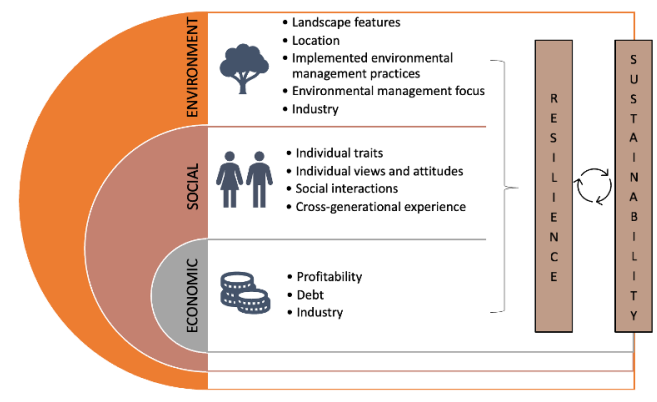 ENVIRONMENT
• Landscape features
• Location
• Implemented environmental
management practices
• Environmental management focus
• Industry
SOCIAL
• Individual traits
• Individual views and attitudes
• Social interactions
• Cross-generational experience
ECONOMIC
• Profitability
• Debt
• Industry
RESILIENCE
SUSTAINABILITY